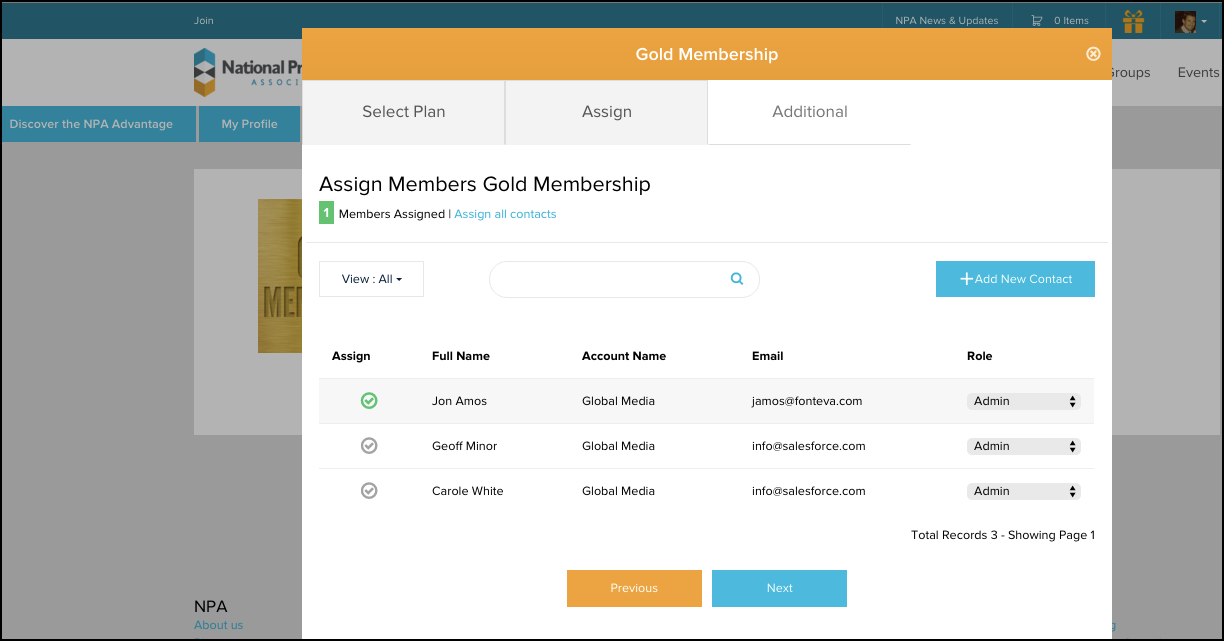 Join
NPA News & Updates
0 Items
Gold Membership
National Pr
ASSOCI
Groups
Events
Discover the NPA Advantage
My Profile
Select Plan
Assign
Additional
Assign Members Gold Membership
1 Members Assigned | Assign all contacts
View : All
Add New Contact
Assign Full Name Account Name Email Role
Jon Amos Global Media jamos@fonteva.com Admin
Geoff Minor Global Media info@salesforce.com Admin
Carole White Global Media info@salesforce.com Admin
Total Records 3 - Showing Page 1
Previous
Next
NPA
About us